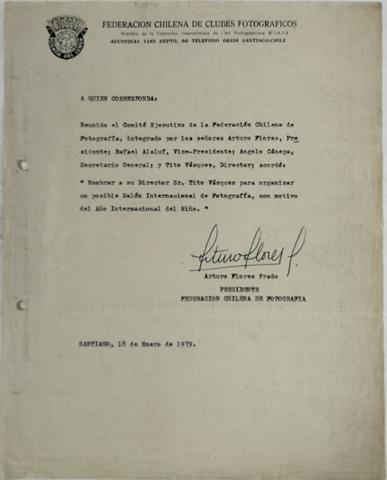 FEDERACION CHILENA DE CLUBES FOTOGRAFICOS
Miembro de la Federation Internationale de l'Art Photographique (F.I.A.P.)
AGUSTINAS 1185 DEPTO. 86 TELEFONO 68328 SANTIAGO-CHILE
A QUIEN CORRESPONDA:
Reunido el Comité Ejecutivo de la Federación Chilena de
Fotografía, integrado por los señores Arturo Flores, Pre
sidente; Rafael Alaluf, Vice-Presidente; Angelo Cánepa,
Secretario General; y Tito Vásques, Director; acordó:
" Nombrar a su Director Sr. Tito Vásques para organizar
un posible Salón Internacional de Fotografía, con motivo
del Año Internacional del Niño. "
Arturo Flores P.
Arturo Flores Prado
PRESIDENTE
FEDERACION CHILENA DE FOTOGRAFIA
SANTIAGO, 18 de Enero de 1979.